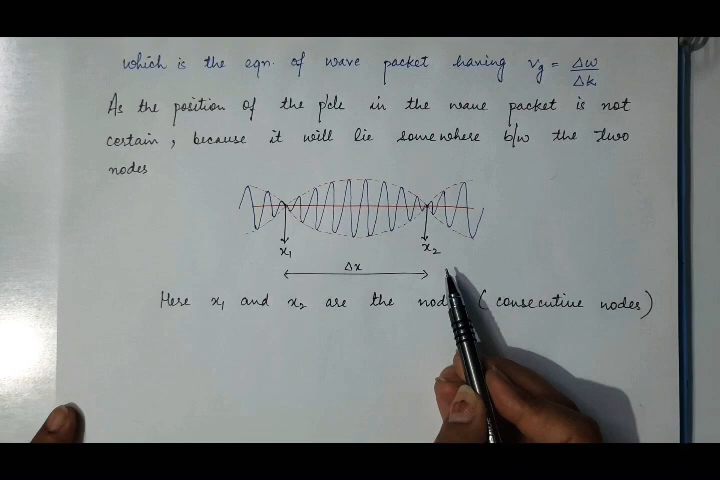 which is the eqn. of wave packet having vg = Δω/Δk
As the position of the p'cle in the wave packet is not
certain, because it will lie somewhere b/w the two
nodes
x₁ x₂
Δx
Here x₁ and x₂ are the node (consecutive nodes)